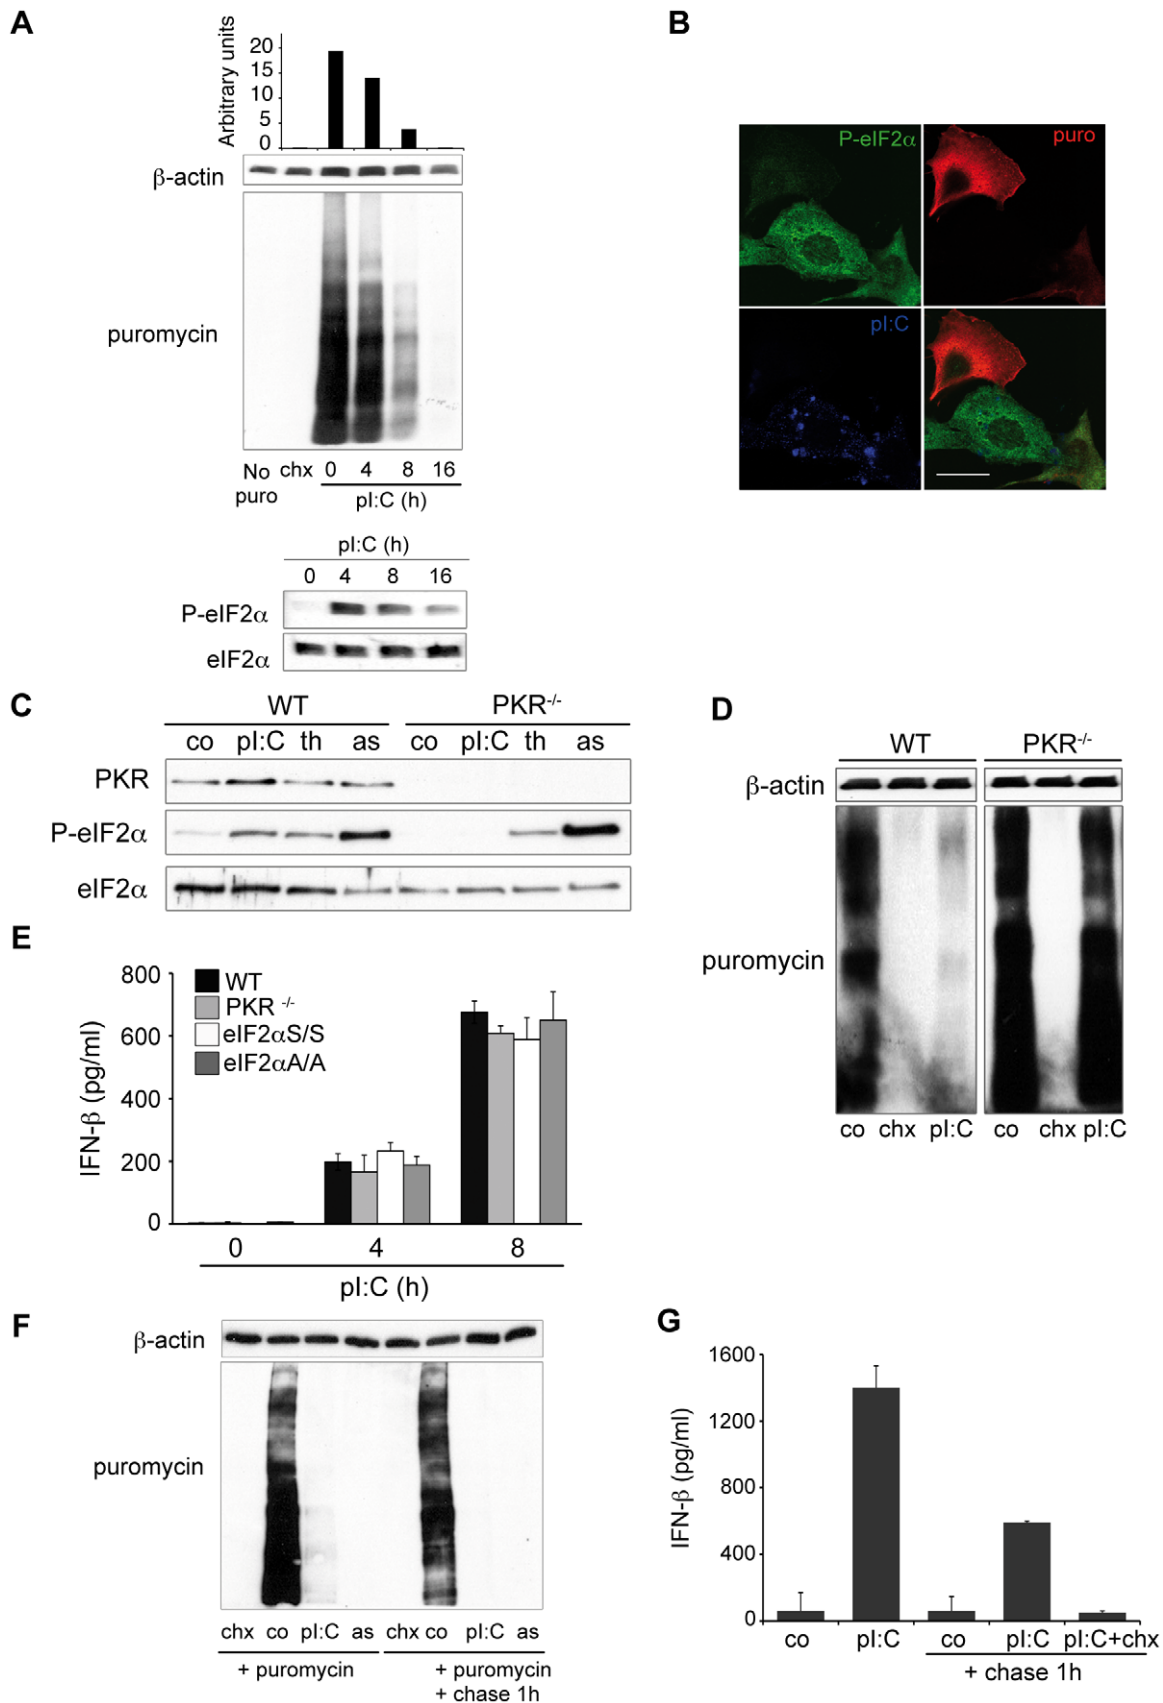 A
Arbitrary units
20
15
10
5
0
β-actin
puromycin
No puro
chx 0 4 8 16
pI:C (h)
pI:C (h)
0 4 8 16
P-eIF2α
eIF2α
B
P-eIF2α
puro
pI:C
C
WT PKR-/-
co pI:C th as co pI:C th as
PKR
P-eIF2α
eIF2α
D
WT PKR-/-
β-actin
puromycin
co chx pI:C co chx pI:C
E
IFN-β (pg/ml)
800
600
400
200
0
WT
PKR -/-
eIF2αS/S
eIF2αA/A
0 4 8
pI:C (h)
F
β-actin
puromycin
chx co pI:C as chx co pI:C as
+ puromycin
+ puromycin
+ chase 1h
G
IFN-β (pg/ml)
1600
1200
800
400
0
co pI:C co pI:C pI:C+chx
+ chase 1h